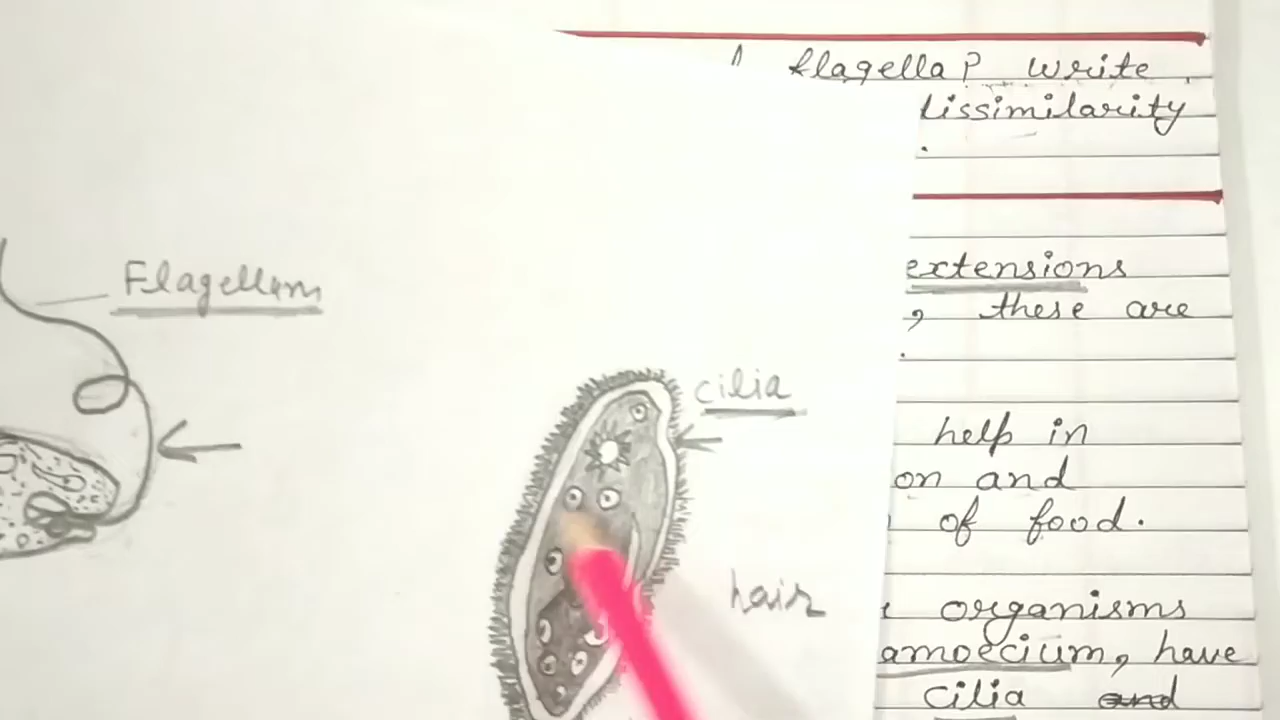 flagella? write
dissimilarity
.
extensions
, these are
.
help in
on and
of food.
organisms
amoecium, have
cilia and
Flagellum
cilia
hair